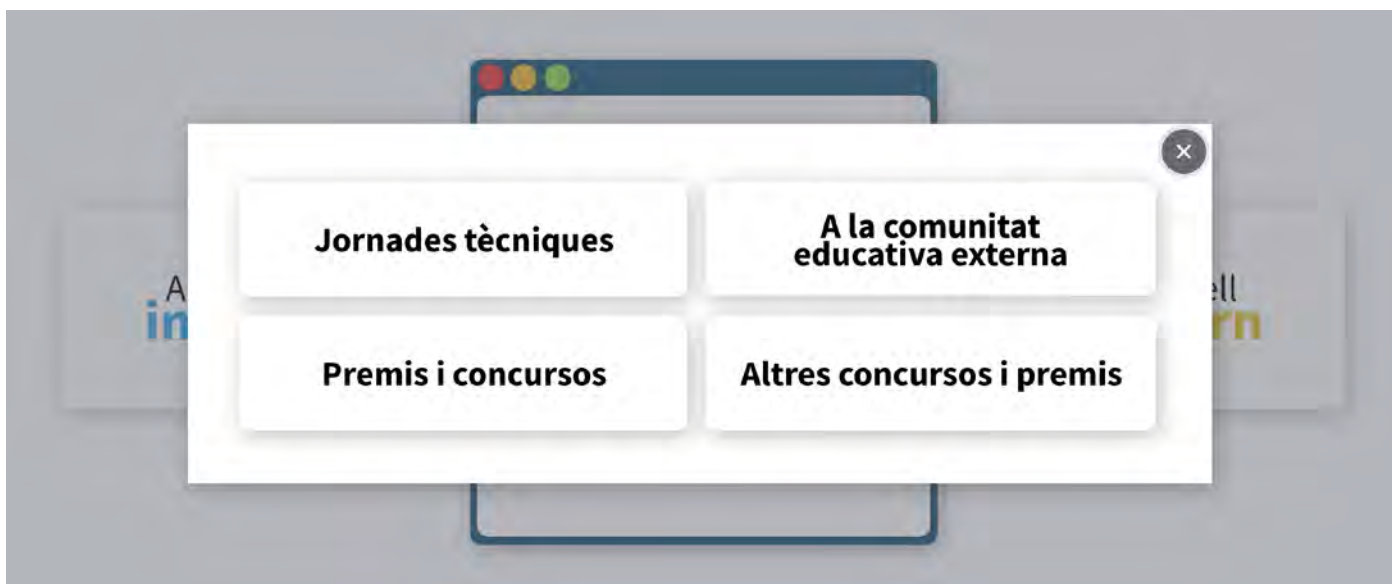 Jornades tècniques
A la comunitat
educativa externa
Premis i concursos
Altres concursos i premis
A